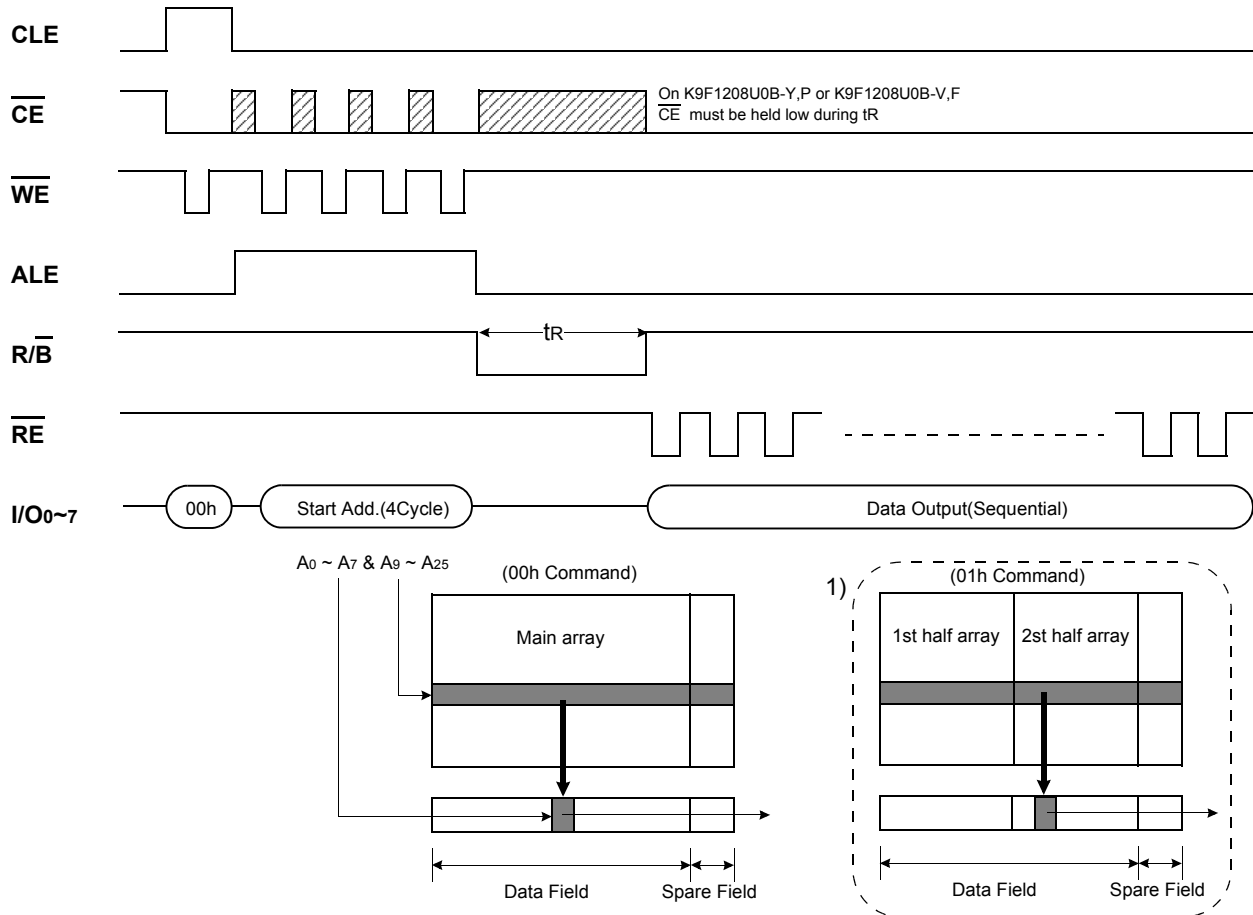 CLE
CE
On K9F1208U0B-Y,P or K9F1208U0B-V,F
CE must be held low during tR
WE
ALE
R/B
tR
RE
I/O0~7
00h
Start Add.(4Cycle)
Data Output(Sequential)
A0 ~ A7 & A9 ~ A25
(00h Command)
Main array
Data Field
Spare Field
1)
(01h Command)
1st half array
2st half array
Data Field
Spare Field